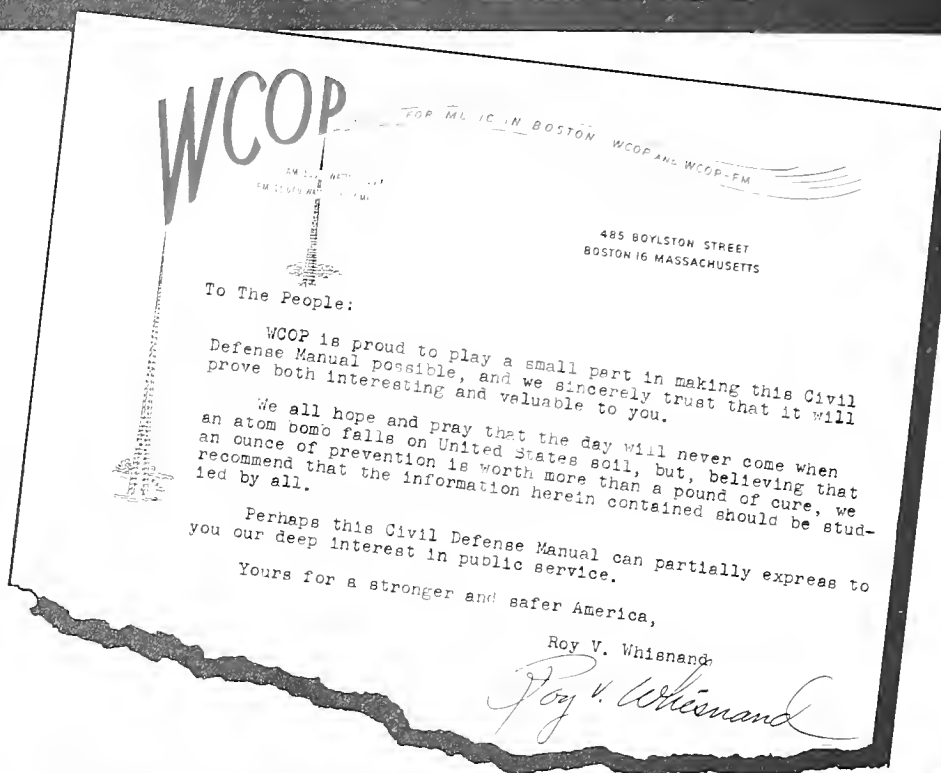 WCOP
FOR IN BOSTON WCOP AND WCOP-FM
485 BOYLSTON STREET
BOSTON 16 MASSACHUSETTS
To The People:
WCOP is proud to play a small part in making this Civil
Defense Manual possible, and we sincerely trust that it will
prove both interesting and valuable to you.
We all hope and pray that the day will never come when
an atom bomb falls on United States soil, but, believing that
an ounce of prevention is worth more than a pound of cure, we
recommend that the information herein contained should be stud-
ied by all.
Perhaps this Civil Defense Manual can partially express to
you our deep interest in public service.
Yours for a stronger and safer America,
Roy V. Whisnand
Roy V. Whisnand